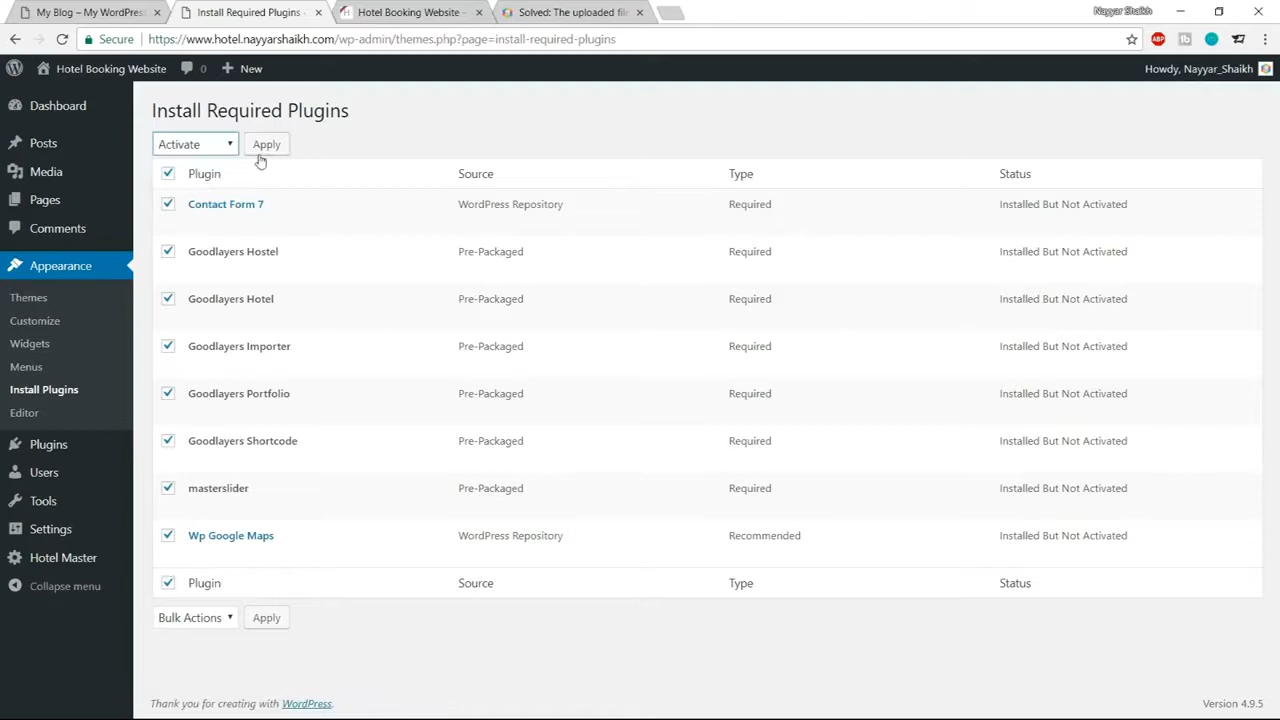 My Blog – My WordPress
Install Required Plugins
Hotel Booking Website –
Solved: The uploaded fil
Nayyar Shaikh
Secure
https://www.hotel.nayyarshaikh.com/wp-admin/themes.php?page=install-required-plugins
ABP
Hotel Booking Website
0
New
Howdy, Nayyar_Shaikh
Dashboard
Posts
Media
Pages
Comments
Appearance
Themes
Customize
Widgets
Menus
Install Plugins
Editor
Plugins
Users
Tools
Settings
Hotel Master
Collapse menu
Install Required Plugins
Activate Apply
Plugin Source Type Status
Contact Form 7 WordPress Repository Required Installed But Not Activated
Goodlayers Hostel Pre-Packaged Required Installed But Not Activated
Goodlayers Hotel Pre-Packaged Required Installed But Not Activated
Goodlayers Importer Pre-Packaged Required Installed But Not Activated
Goodlayers Portfolio Pre-Packaged Required Installed But Not Activated
Goodlayers Shortcode Pre-Packaged Required Installed But Not Activated
masterslider Pre-Packaged Required Installed But Not Activated
Wp Google Maps WordPress Repository Recommended Installed But Not Activated
Plugin Source Type Status
Bulk Actions Apply
Thank you for creating with WordPress.
Version 4.9.5